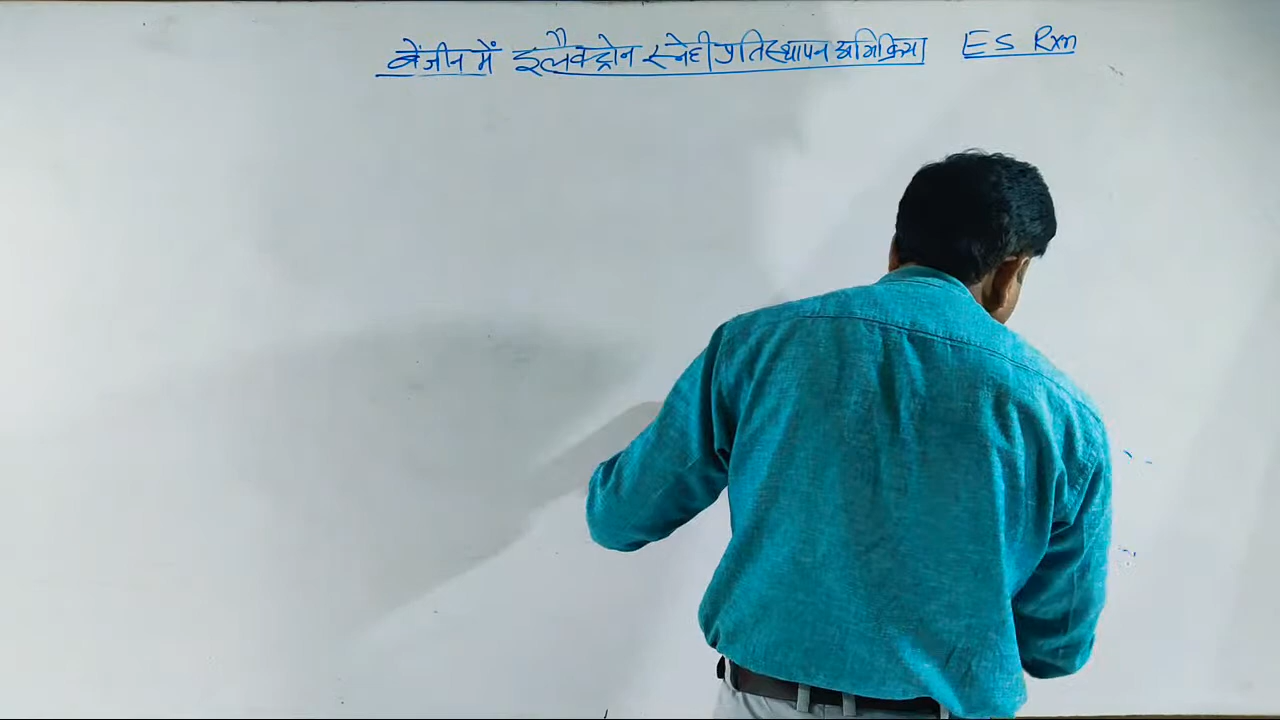 बेंजीन में इलैक्ट्रोन स्नेही प्रतिस्थापन अभिक्रिया ES Rxn